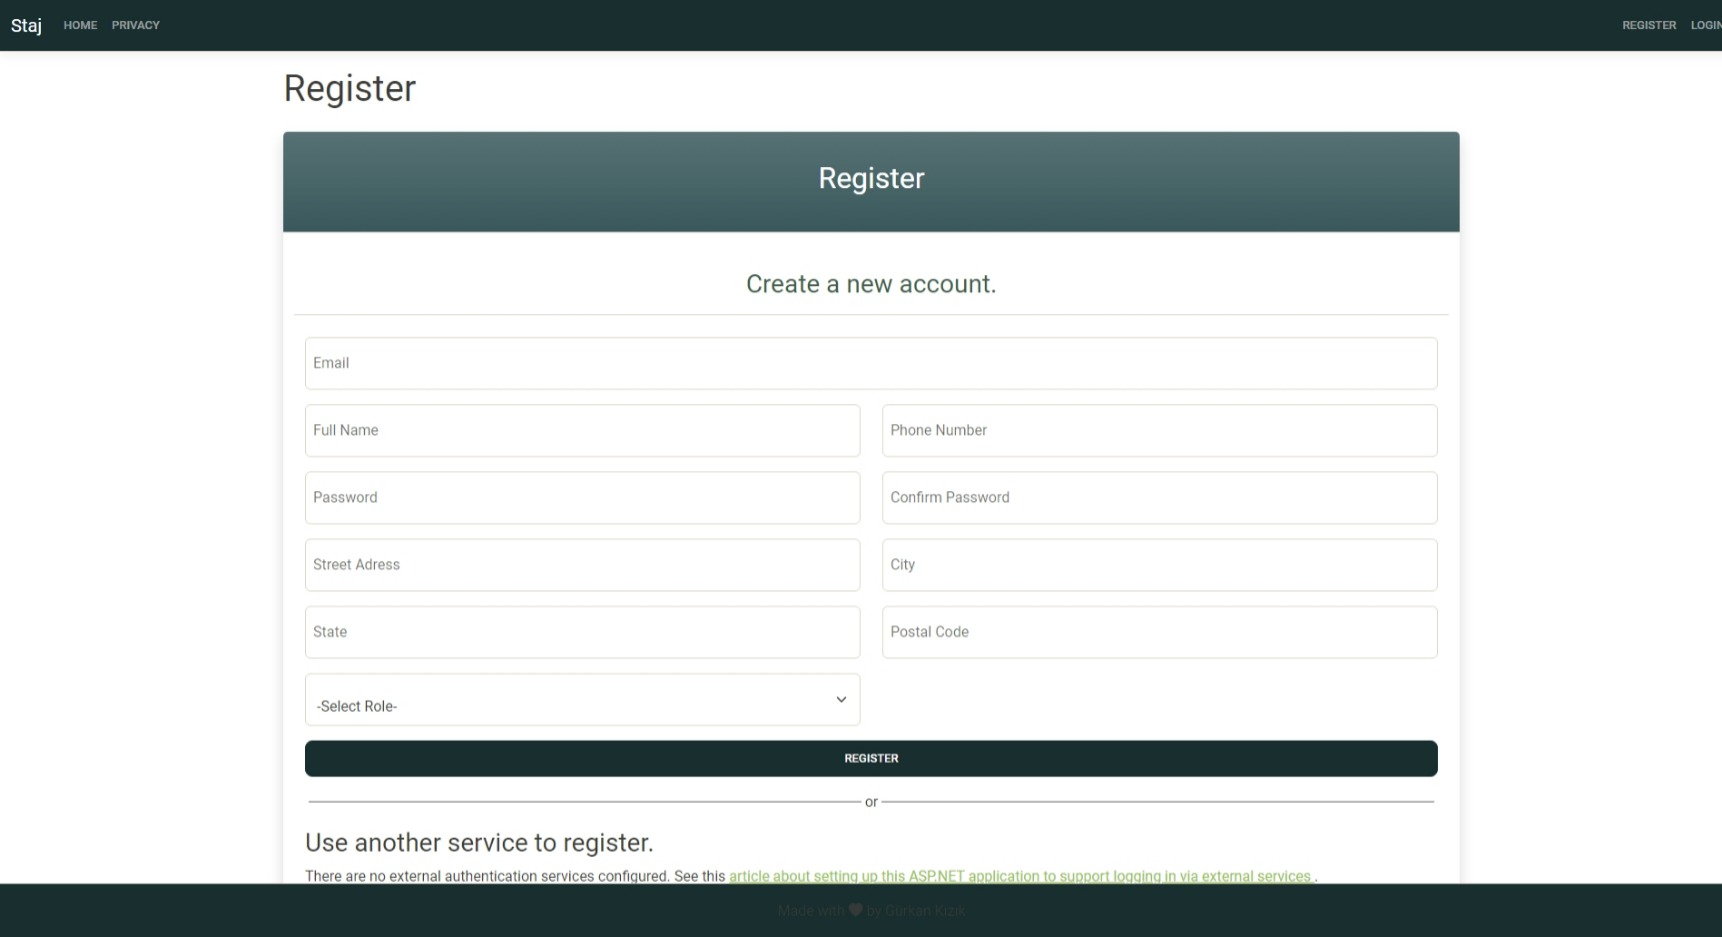 Staj HOME PRIVACY REGISTER LOGIN
Register
Register
Create a new account.
Email
Full Name Phone Number
Password Confirm Password
Street Adress City
State Postal Code
-Select Role-
REGISTER
or
Use another service to register.
There are no external authentication services configured. See this article about setting up this ASP.NET application to support logging in via external services .
Made with by Gürkan Kızık